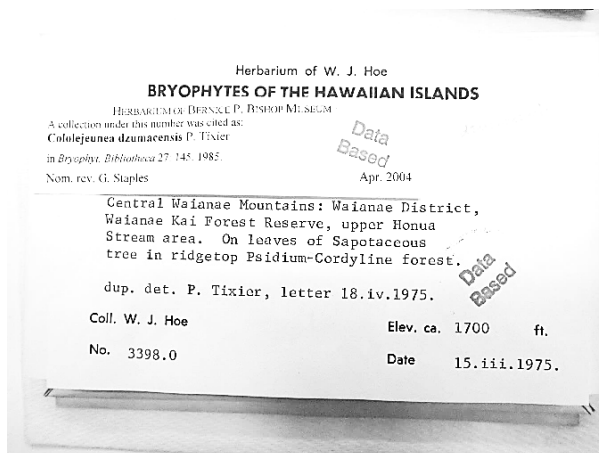 Herbarium of W. J. Hoe
BRYOPHYTES OF THE HAWAIIAN ISLANDS
HERBARIUM OF BERNICE P. BISHOP MUSEUM
A collection under this number was cited as:
Cololejeunea dzumacensis P. Tixier
in Bryophyt. Bibliotheca 27: 145. 1985.
Nom. rev. G. Staples Apr. 2004
Data
Based
Central Waianae Mountains: Waianae District,
Waianae Kai Forest Reserve, upper Honua
Stream area. On leaves of Sapotaceous
tree in ridgetop Psidium-Cordyline forest.
Data
Based
dup. det. P. Tixier, letter 18.iv.1975.
Coll. W. J. Hoe
Elev. ca. 1700 ft.
No. 3398.0
Date 15.iii.1975.